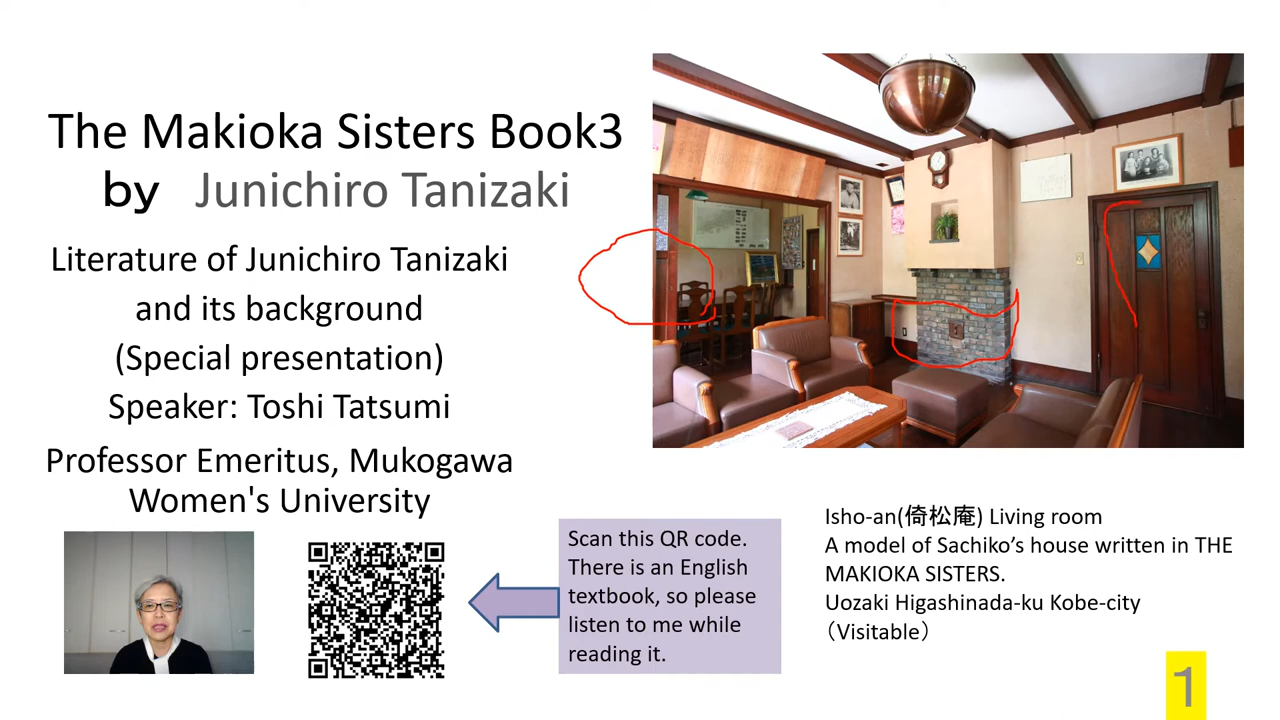 The Makioka Sisters Book3
by Junichiro Tanizaki
Literature of Junichiro Tanizaki
and its background
(Special presentation)
Speaker: Toshi Tatsumi
Professor Emeritus, Mukogawa
Women's University
Scan this QR code.
There is an English
textbook, so please
listen to me while
reading it.
Isho-an(倚松庵) Living room
A model of Sachiko’s house written in THE
MAKIOKA SISTERS.
Uozaki Higashinada-ku Kobe-city
（Visitable）
1